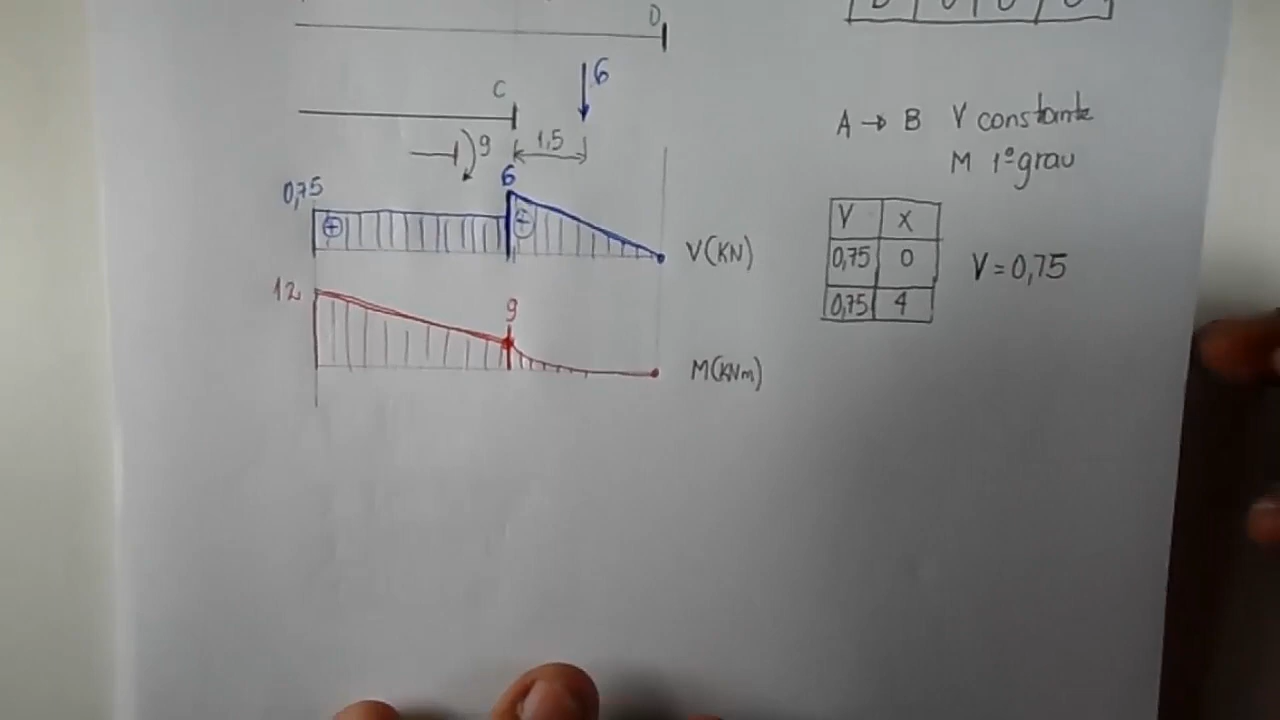 D
6
C
9
1,5
6
0,75
+
+
V(KN)
12
9
M(KNm)
A → B V constante
M 1º grau
V X
0,75 0
0,75 4
V = 0,75